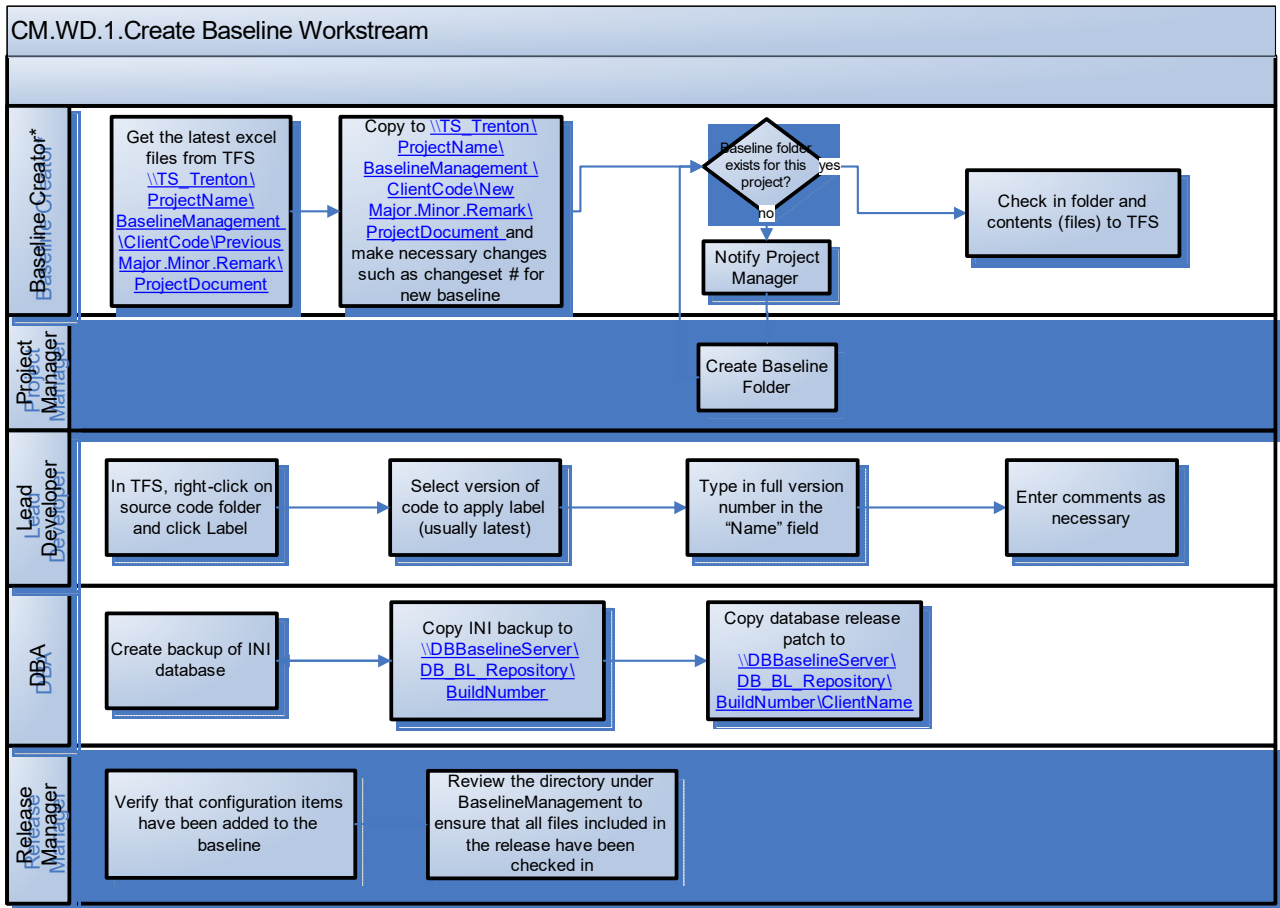 CM.WD.1.Create Baseline Workstream
Baseline Creator*
Get the latest excel
files from TFS
\\TS_Trenton\
ProjectName\
BaselineManagement
\ClientCode\Previous
Major.Minor.Remark\
ProjectDocument
Copy to \\TS_Trenton\
ProjectName\
BaselineManagement \
ClientCode\New
Major.Minor.Remark\
ProjectDocument and
make necessary changes
such as changeset # for
new baseline
Baseline folder
exists for this
project?
yes
no
Notify Project
Manager
Check in folder and
contents (files) to TFS
Project
Manager
Create Baseline
Folder
Lead
Developer
In TFS, right-click on
source code folder
and click Label
Select version of
code to apply label
(usually latest)
Type in full version
number in the
“Name” field
Enter comments as
necessary
DBA
Create backup of INI
database
Copy INI backup to
\\DBBaselineServer\
DB_BL_Repository\
BuildNumber
Copy database release
patch to
\\DBBaselineServer\
DB_BL_Repository\
BuildNumber\ClientName
Release
Manager
Verify that configuration items
have been added to the
baseline
Review the directory under
BaselineManagement to
ensure that all files included in
the release have been
checked in